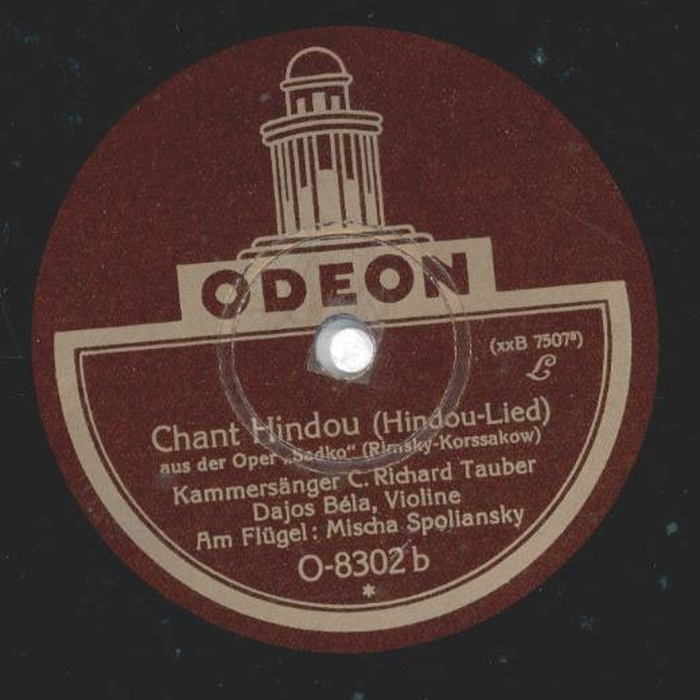 ODEON
(xxB 7507ª)
L
Chant Hindou (Hindou-Lied)
aus der Oper „Sadko“ (Rimsky-Korssakow)
Kammersänger C. Richard Tauber
Dajos Béla, Violine
Am Flügel: Mischa Spoliansky
O-8302 b
*